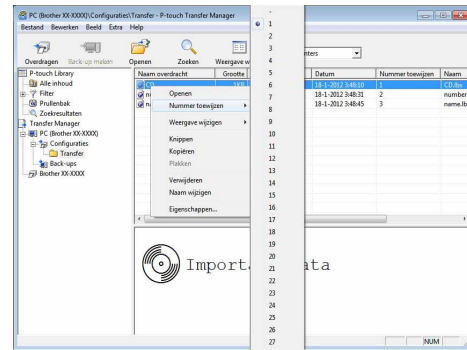 PC (Brother XX-XXXX)\Configuraties\Transfer - P-touch Transfer Manager
Bestand Bewerken Beeld Extra Help
Overdragen Back-up maken Openen Zoeken Weergave w
nters
P-touch Library
Alle inhoud
Filter
Prullenbak
Zoekresultaten
Transfer Manager
PC (Brother XX-XXXX)
Configuraties
Transfer
Back-ups
Brother XX-XXXX
Naam overdracht Grootte Datum Nummer toewijzen Naam
CD 1KB 18-1-2012 3:48:10 1 CD.lbx
nu 18-1-2012 3:48:31 2 number
na 18-1-2012 3:48:45 3 name.lb
Openen
Nummer toewijzen
Weergave wijzigen
Knippen
Kopiëren
Plakken
Verwijderen
Naam wijzigen
Eigenschappen...
-
1
2
3
4
5
6
7
8
9
10
11
12
13
14
15
16
17
18
19
20
21
22
23
24
25
26
27
Import ata
NUM